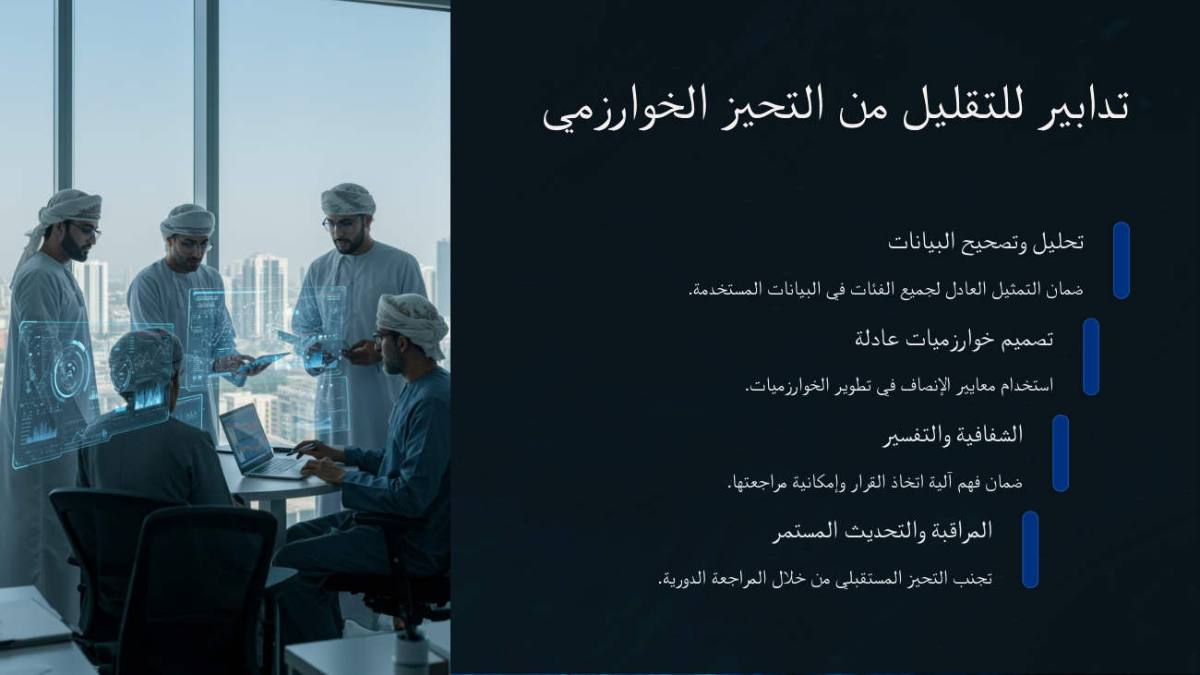 تدابير للتقليل من التحيز الخوارزمي
تحليل وتصحيح البيانات
ضمان التمثيل العادل لجميع الفئات في البيانات المستخدمة.
تصميم خوارزميات عادلة
استخدام معايير الإنصاف في تطوير الخوارزميات.
الشفافية والتفسير
ضمان فهم آلية اتخاذ القرار وإمكانية مراجعتها.
المراقبة والتحديث المستمر
تجنب التحيز المستقبلي من خلال المراجعة الدورية.